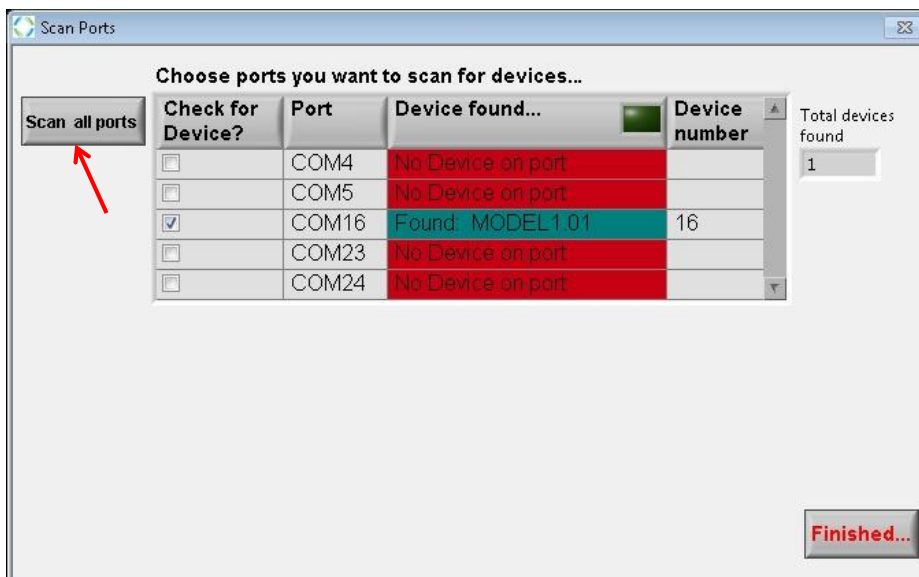 Scan Ports
Choose ports you want to scan for devices...
Scan all ports
Check for Device?
Port
Device found...
Device number
Total devices found
1
COM4 No Device on port
COM5 No Device on port
COM16 Found: MODEL1.01 16
COM23 No Device on port
COM24 No Device on port
Finished...